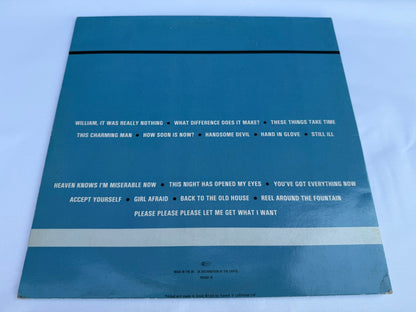 WILLIAM, IT WAS REALLY NOTHING • WHAT DIFFERENCE DOES IT MAKE? • THESE THINGS TAKE TIME
THIS CHARMING MAN • HOW SOON IS NOW? • HANDSOME DEVIL • HAND IN GLOVE • STILL ILL
HEAVEN KNOWS I'M MISERABLE NOW • THIS NIGHT HAS OPENED MY EYES • YOU'VE GOT EVERYTHING NOW
ACCEPT YOURSELF • GIRL AFRAID • BACK TO THE OLD HOUSE • REEL AROUND THE FOUNTAIN
PLEASE PLEASE PLEASE LET ME GET WHAT I WANT